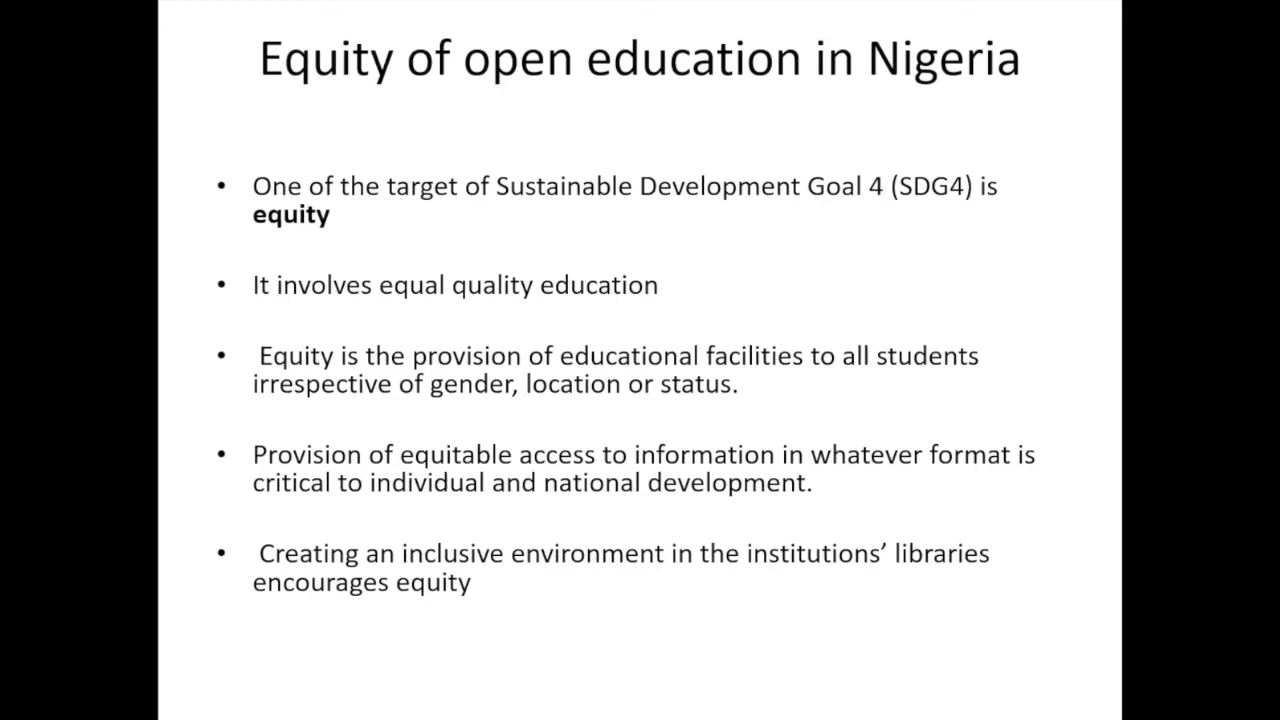 Equity of open education in Nigeria
• One of the target of Sustainable Development Goal 4 (SDG4) is
equity
• It involves equal quality education
• Equity is the provision of educational facilities to all students
irrespective of gender, location or status.
• Provision of equitable access to information in whatever format is
critical to individual and national development.
• Creating an inclusive environment in the institutions’ libraries
encourages equity